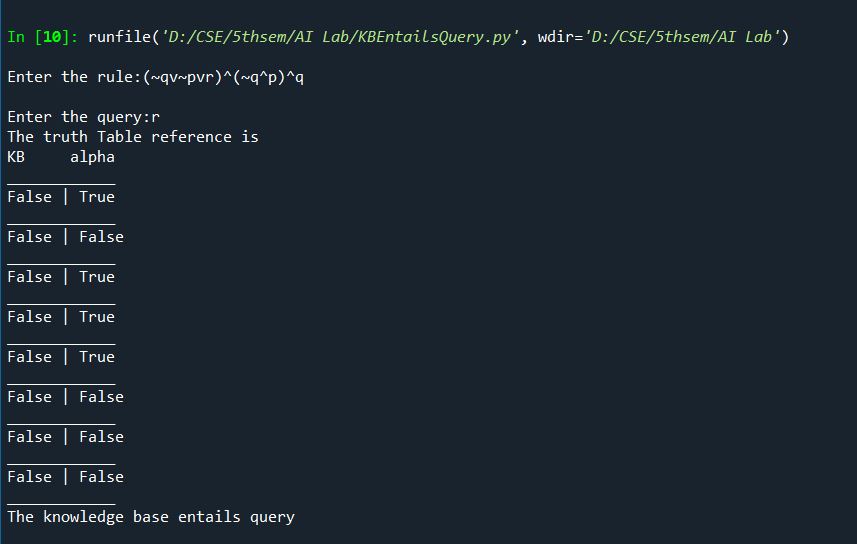 In [10]: runfile('D:/CSE/5thsem/AI Lab/KBEntailsQuery.py', wdir='D:/CSE/5thsem/AI Lab')
Enter the rule:(~qv~pvr)^(~q^p)^q
Enter the query:r
The truth Table reference is
KB     alpha
____________
False | True
____________
False | False
____________
False | True
____________
False | True
____________
False | True
____________
False | False
____________
False | False
____________
False | False
____________
The knowledge base entails query